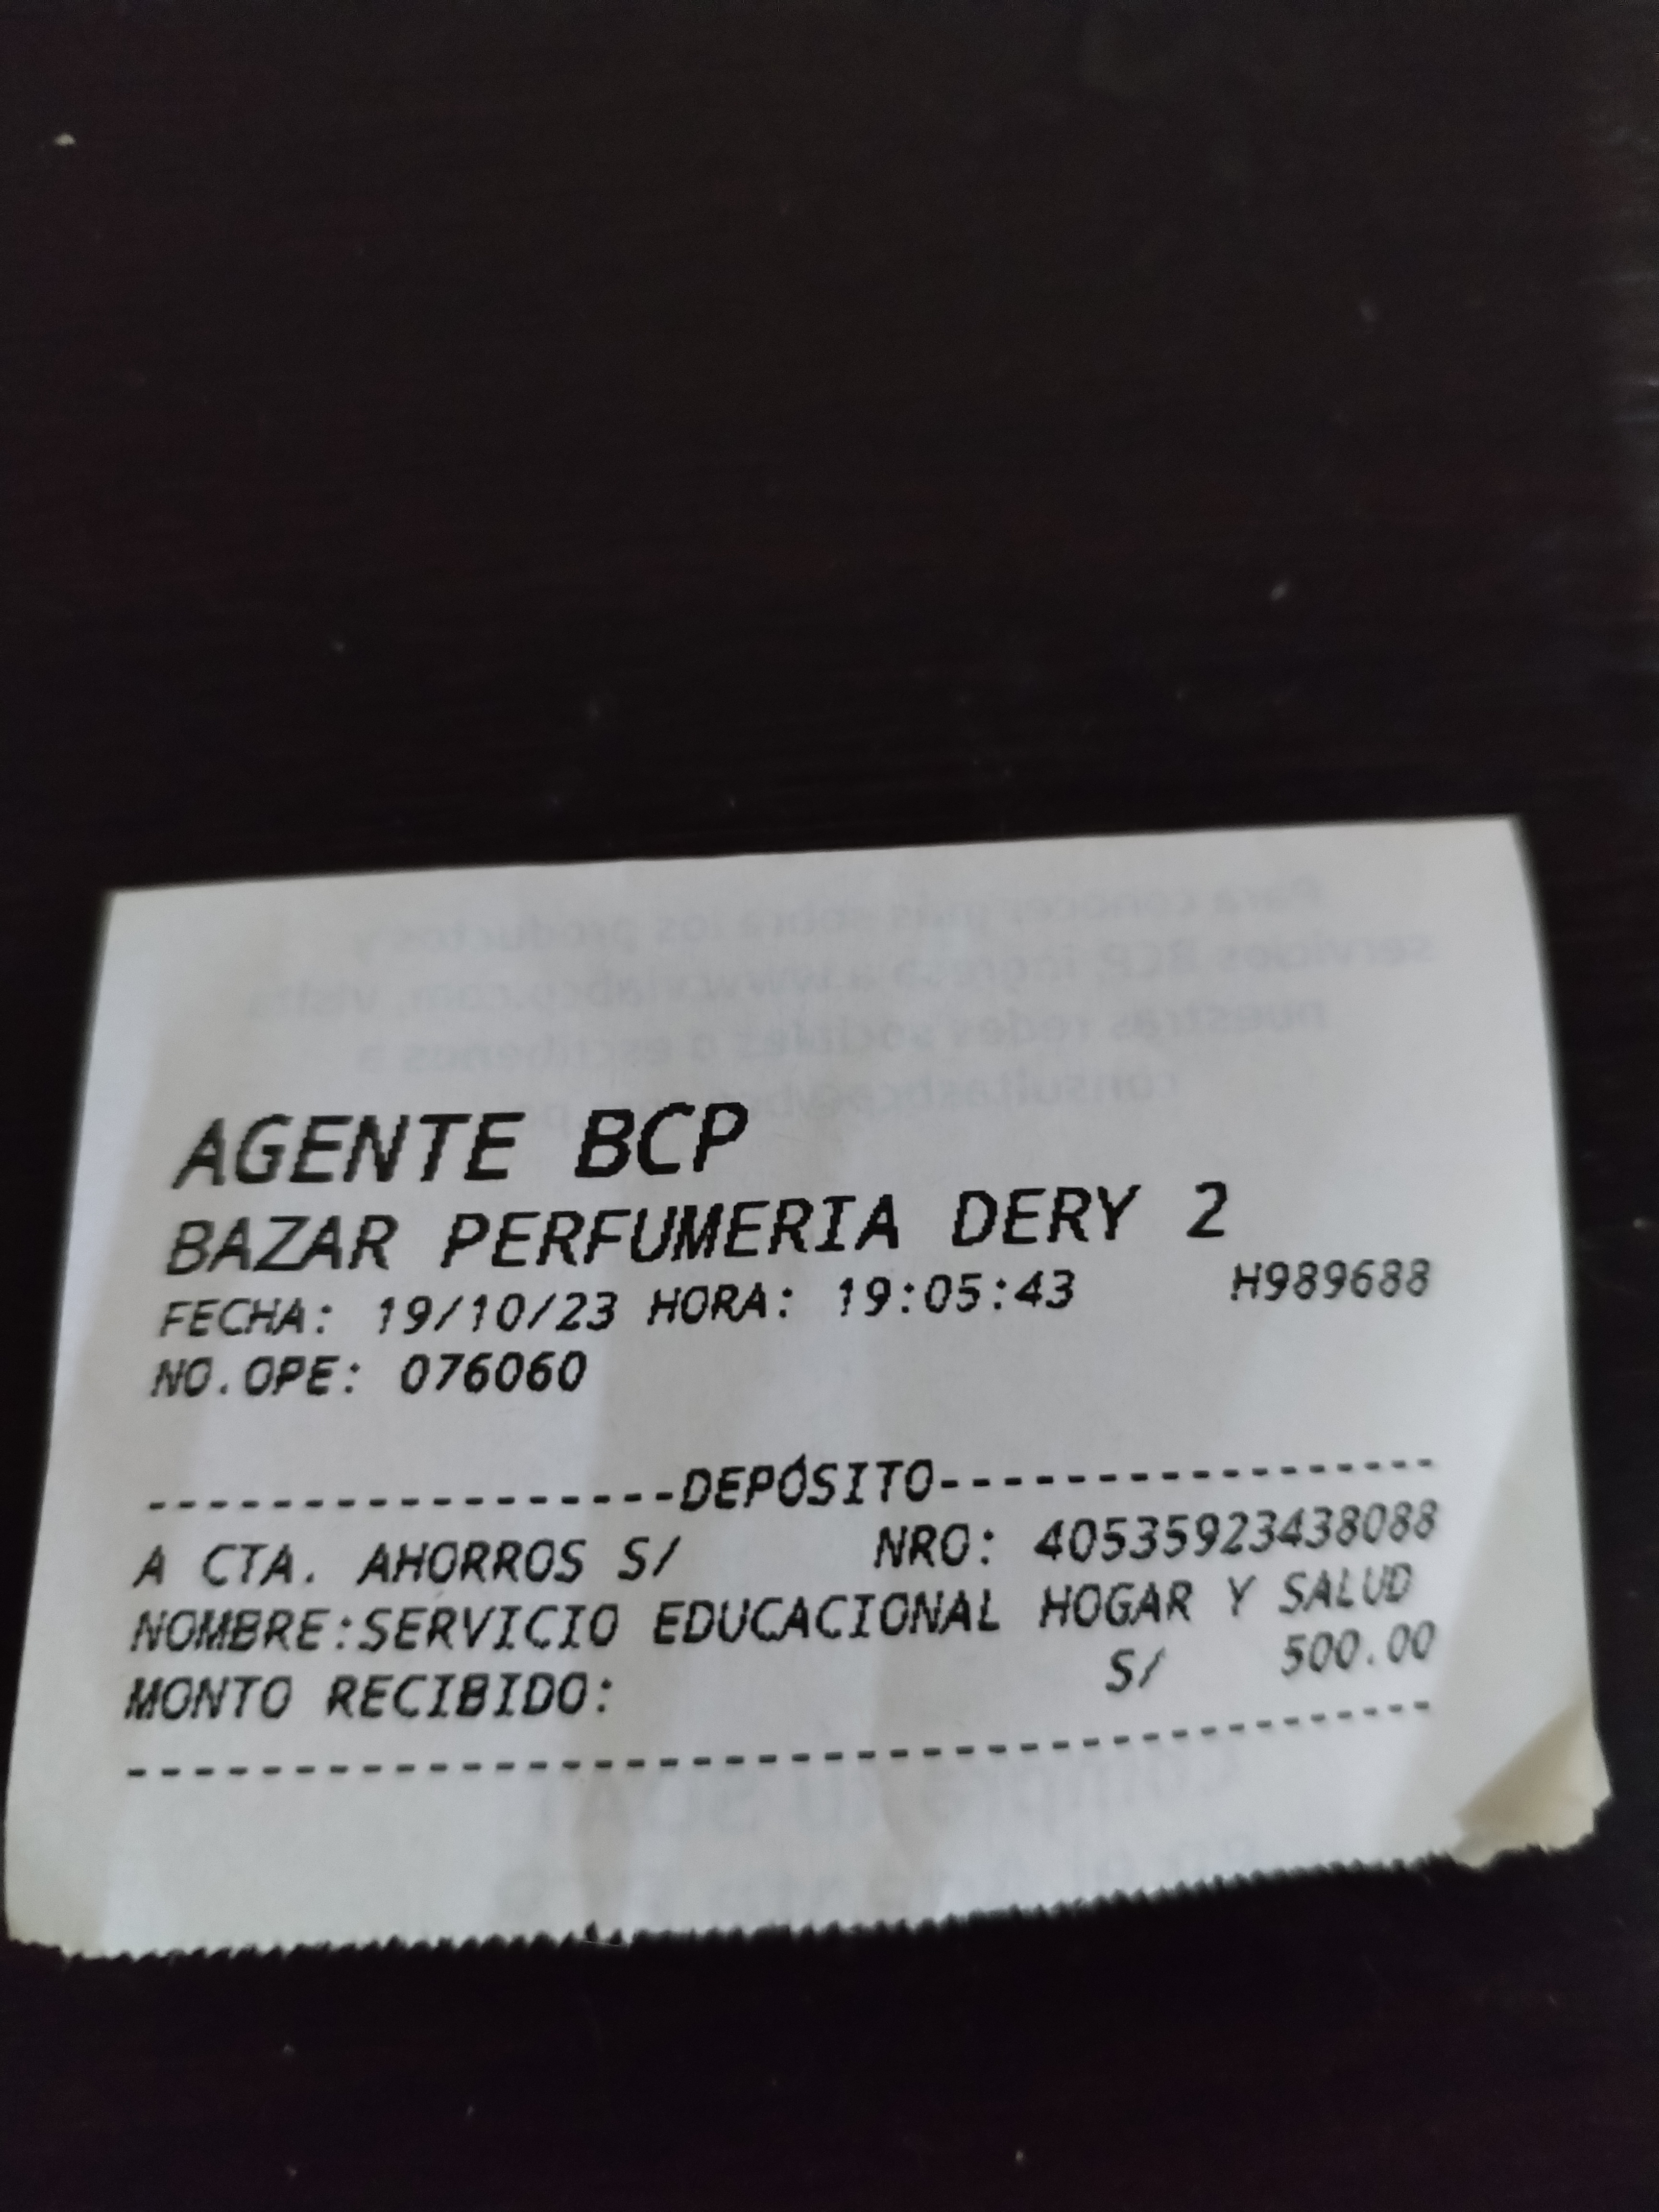 AGENTE BCP
BAZAR PERFUMERIA DERY 2
FECHA: 19/10/23 HORA: 19:05:43 H989688
NO.OPE: 076060
-----------------DEPÓSITO----------------
A CTA. AHORROS S/ NRO: 40535923438088
NOMBRE:SERVICIO EDUCACIONAL HOGAR Y SALUD
MONTO RECIBIDO: S/ 500.00
-----------------------------------------